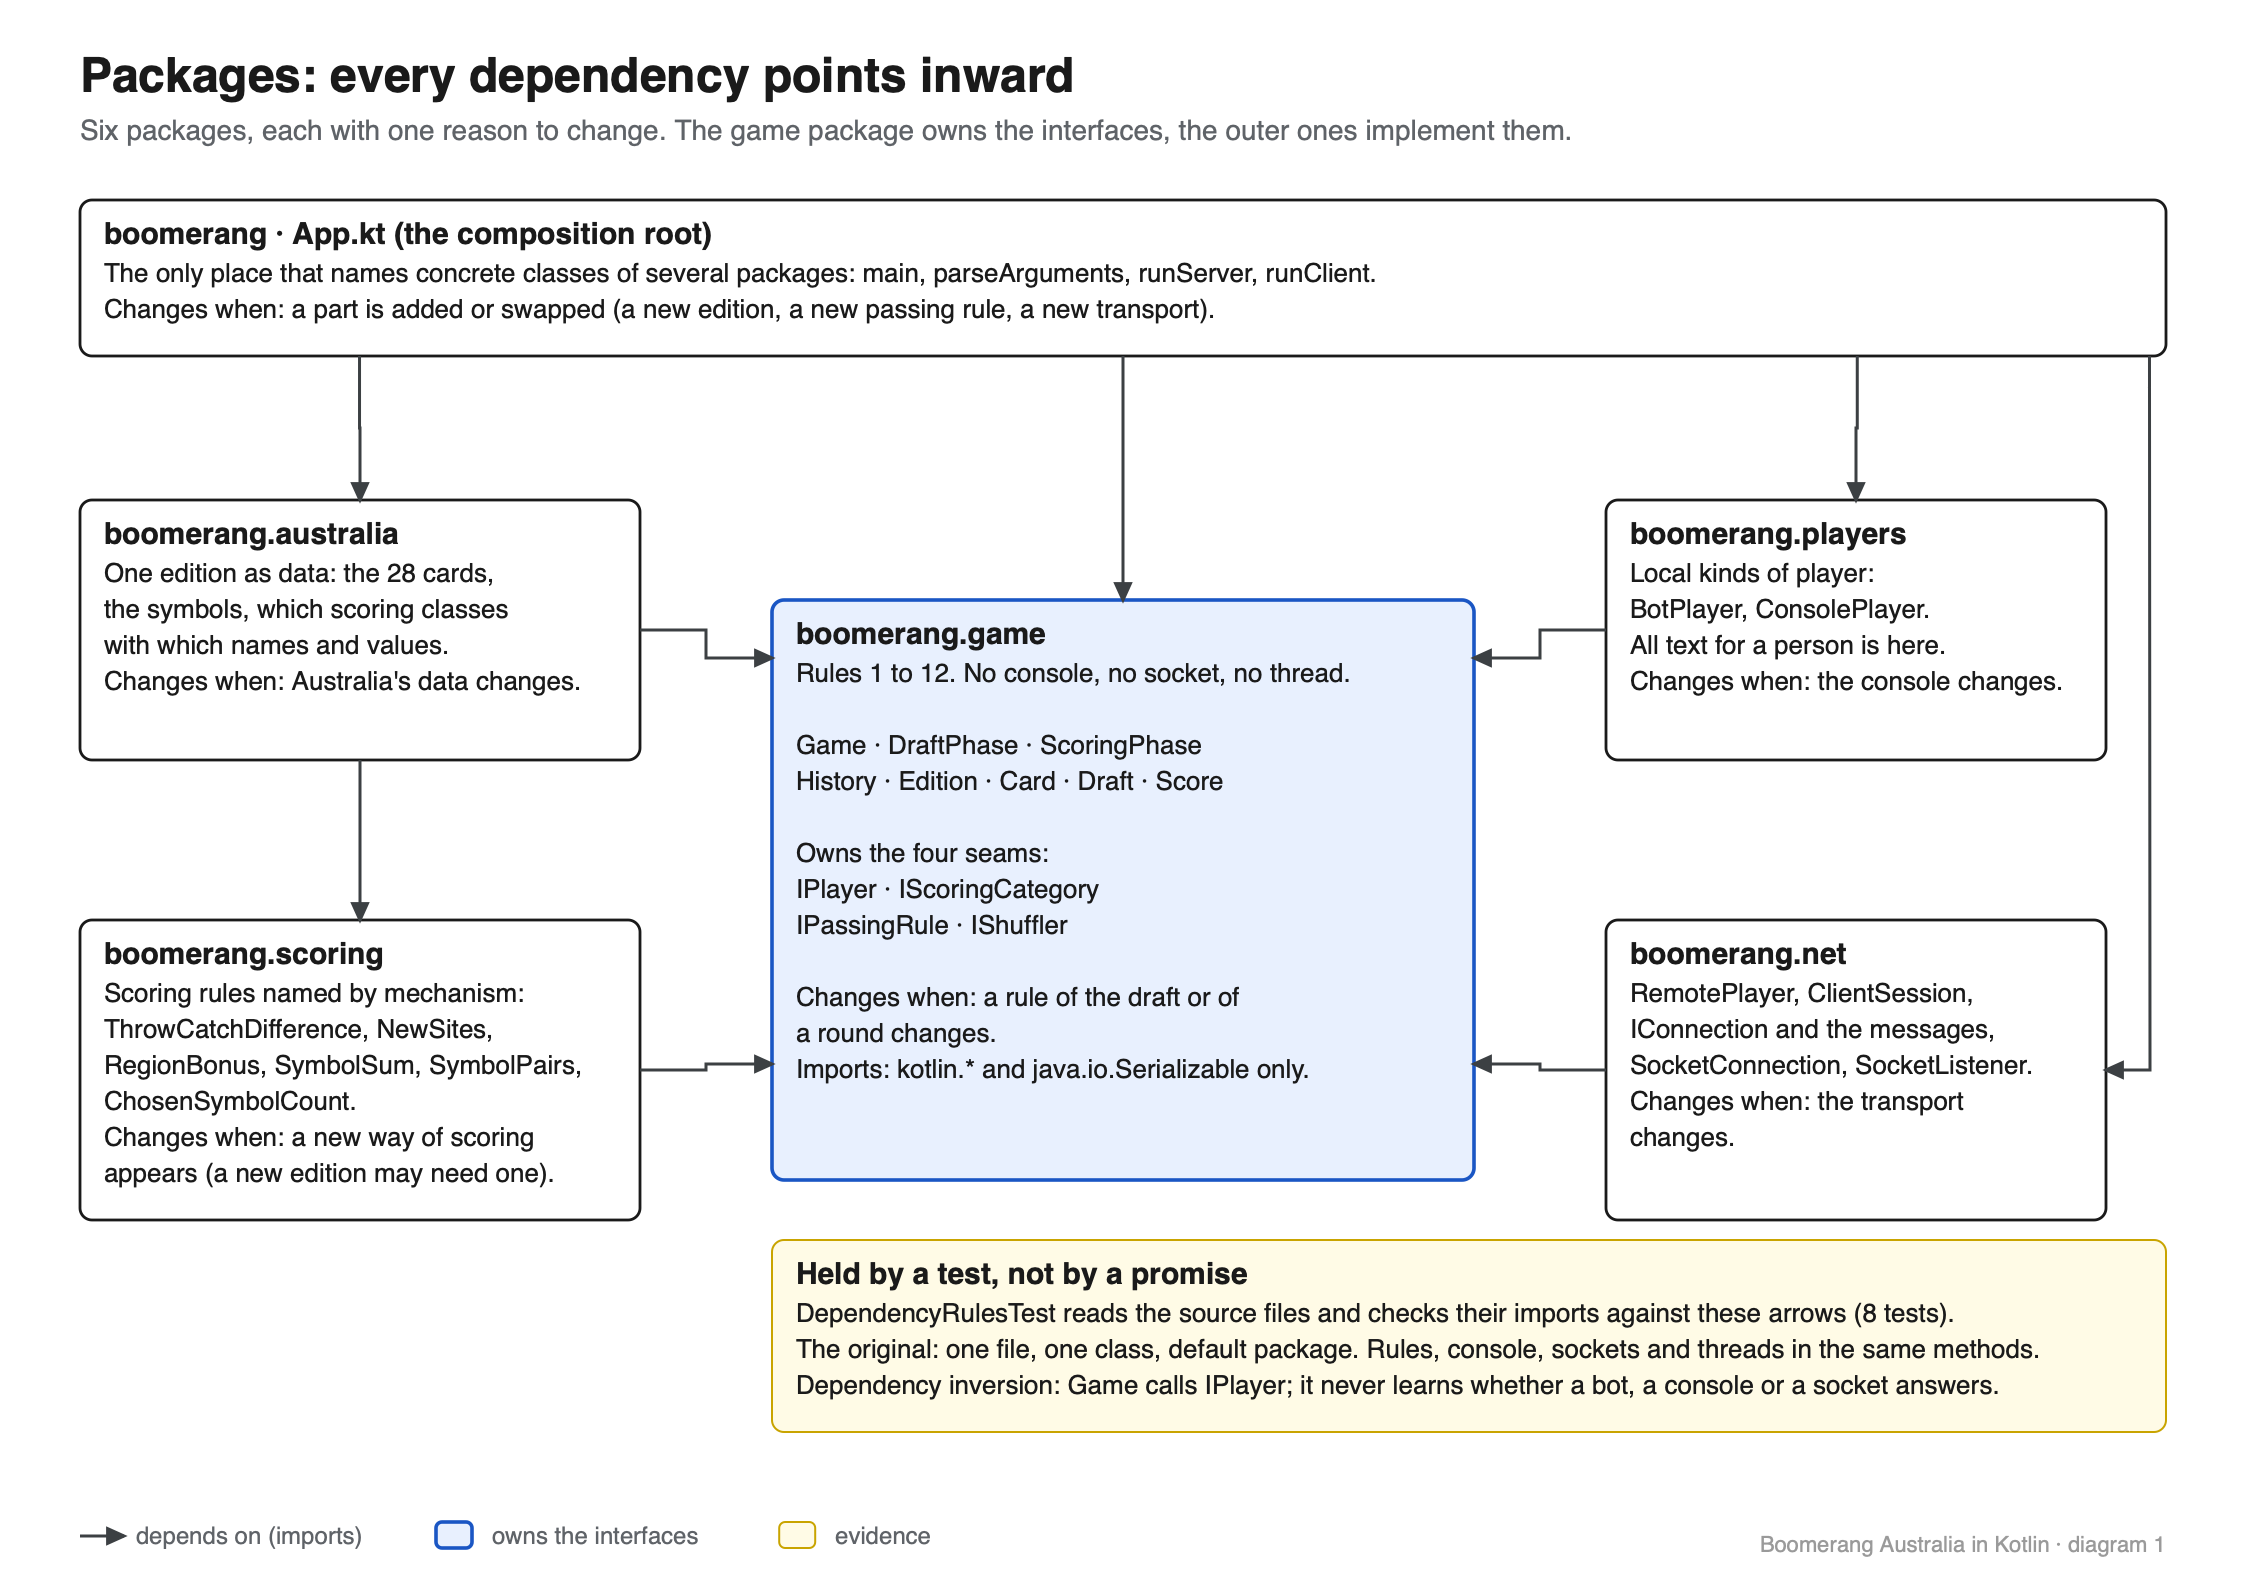 Packages: every dependency points inward
Six packages, each with one reason to change. The game package owns the interfaces, the outer ones implement them.
boomerang · App.kt (the composition root)
The only place that names concrete classes of several packages: main, parseArguments, runServer, runClient.
Changes when: a part is added or swapped (a new edition, a new passing rule, a new transport).
boomerang.australia
One edition as data: the 28 cards,
the symbols, which scoring classes
with which names and values.
Changes when: Australia's data changes.
boomerang.game
Rules 1 to 12. No console, no socket, no thread.
Game · DraftPhase · ScoringPhase
History · Edition · Card · Draft · Score
Owns the four seams:
IPlayer · IScoringCategory
IPassingRule · IShuffler
Changes when: a rule of the draft or of
a round changes.
Imports: kotlin.* and java.io.Serializable only.
boomerang.players
Local kinds of player:
BotPlayer, ConsolePlayer.
All text for a person is here.
Changes when: the console changes.
boomerang.scoring
Scoring rules named by mechanism:
ThrowCatchDifference, NewSites,
RegionBonus, SymbolSum, SymbolPairs,
ChosenSymbolCount.
Changes when: a new way of scoring
appears (a new edition may need one).
boomerang.net
RemotePlayer, ClientSession,
IConnection and the messages,
SocketConnection, SocketListener.
Changes when: the transport
changes.
Held by a test, not by a promise
DependencyRulesTest reads the source files and checks their imports against these arrows (8 tests).
The original: one file, one class, default package. Rules, console, sockets and threads in the same methods.
Dependency inversion: Game calls IPlayer; it never learns whether a bot, a console or a socket answers.
depends on (imports)
owns the interfaces
evidence
Boomerang Australia in Kotlin · diagram 1